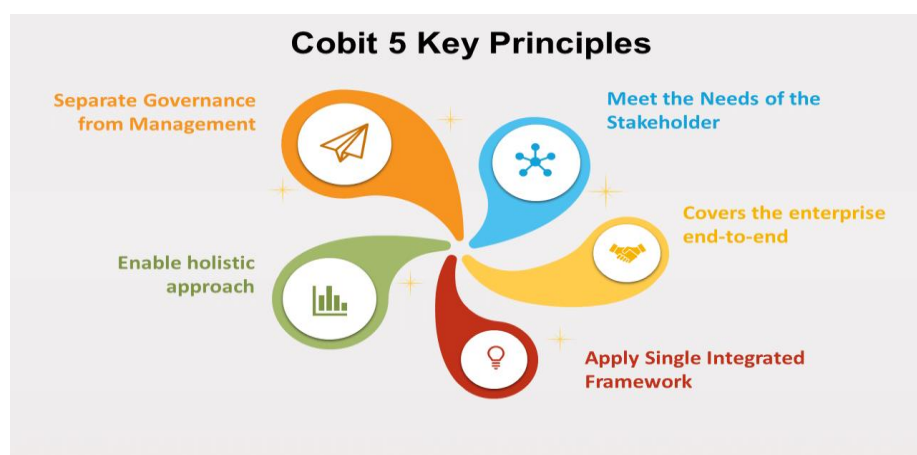 Cobit 5 Key Principles
Separate Governance
from Management
Meet the Needs of the
Stakeholder
Covers the enterprise
end-to-end
Enable holistic
approach
Apply Single Integrated
Framework